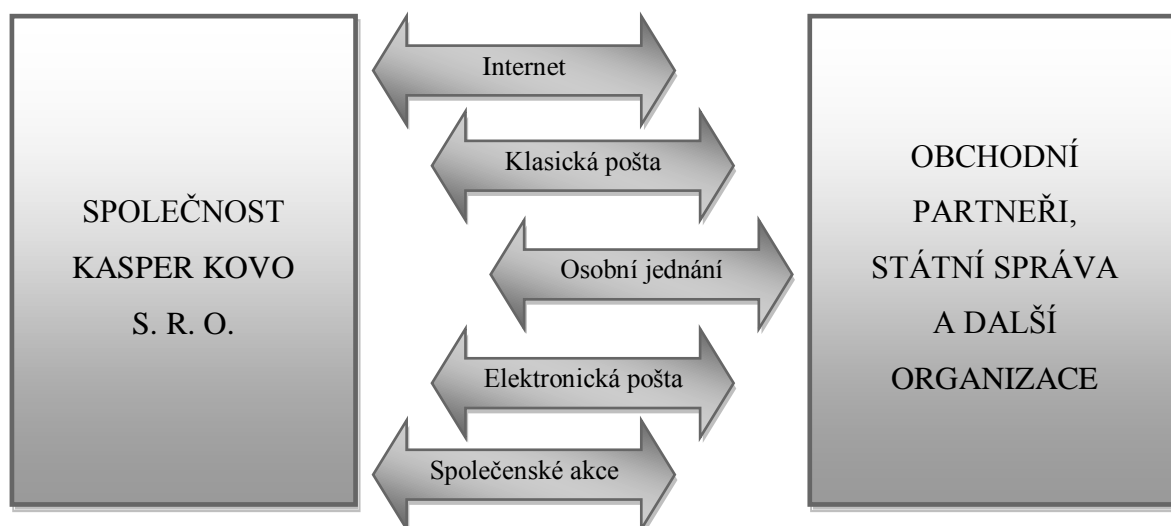 SPOLEČNOST
KASPER KOVO
S. R. O.
Internet
Klasická pošta
Osobní jednání
Elektronická pošta
Společenské akce
OBCHODNÍ
PARTNEŘI,
STÁTNÍ SPRÁVA
A DALŠÍ
ORGANIZACE